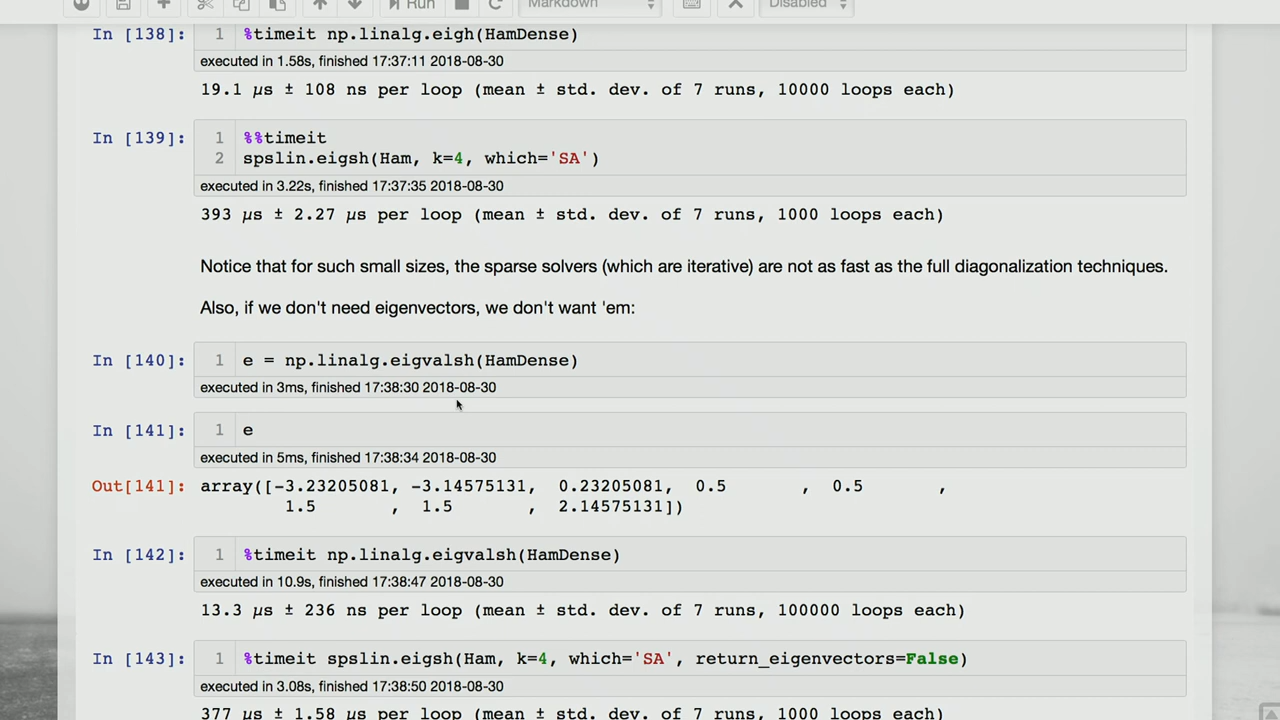 Run
Markdown
Disabled
In [138]: 1 %timeit np.linalg.eigh(HamDense)
executed in 1.58s, finished 17:37:11 2018-08-30
19.1 µs ± 108 ns per loop (mean ± std. dev. of 7 runs, 10000 loops each)
In [139]: 1 %%timeit
2 spslin.eigsh(Ham, k=4, which='SA')
executed in 3.22s, finished 17:37:35 2018-08-30
393 µs ± 2.27 µs per loop (mean ± std. dev. of 7 runs, 1000 loops each)
Notice that for such small sizes, the sparse solvers (which are iterative) are not as fast as the full diagonalization techniques.
Also, if we don't need eigenvectors, we don't want 'em:
In [140]: 1 e = np.linalg.eigvalsh(HamDense)
executed in 3ms, finished 17:38:30 2018-08-30
In [141]: 1 e
executed in 5ms, finished 17:38:34 2018-08-30
Out[141]: array([-3.23205081, -3.14575131, 0.23205081, 0.5 , 0.5 ,
1.5 , 1.5 , 2.14575131])
In [142]: 1 %timeit np.linalg.eigvalsh(HamDense)
executed in 10.9s, finished 17:38:47 2018-08-30
13.3 µs ± 236 ns per loop (mean ± std. dev. of 7 runs, 100000 loops each)
In [143]: 1 %timeit spslin.eigsh(Ham, k=4, which='SA', return_eigenvectors=False)
executed in 3.08s, finished 17:38:50 2018-08-30
377 µs ± 1.58 µs per loop (mean ± std. dev. of 7 runs, 1000 loops each)